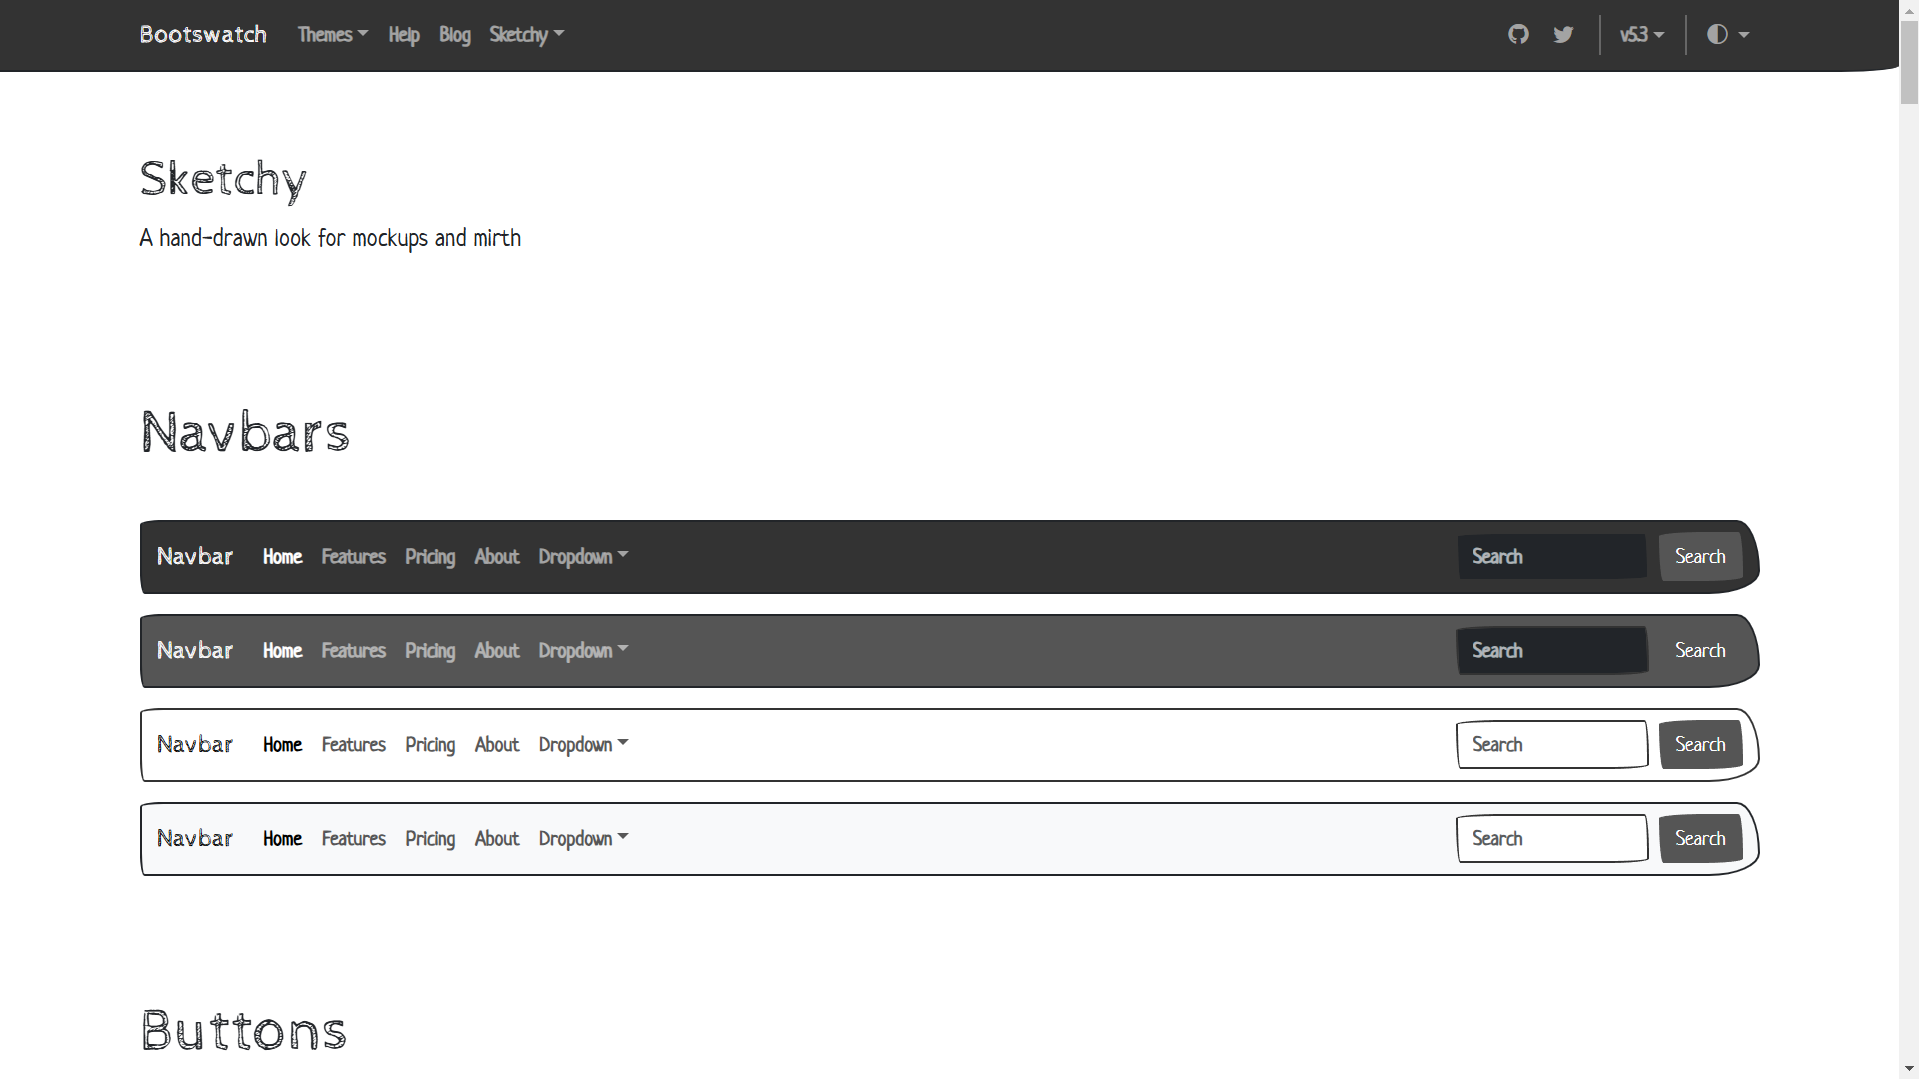 Bootswatch Themes Help Blog Sketchy v5.3
Sketchy
A hand-drawn look for mockups and mirth
Navbars
Navbar Home Features Pricing About Dropdown Search Search
Navbar Home Features Pricing About Dropdown Search Search
Navbar Home Features Pricing About Dropdown Search Search
Navbar Home Features Pricing About Dropdown Search Search
Buttons